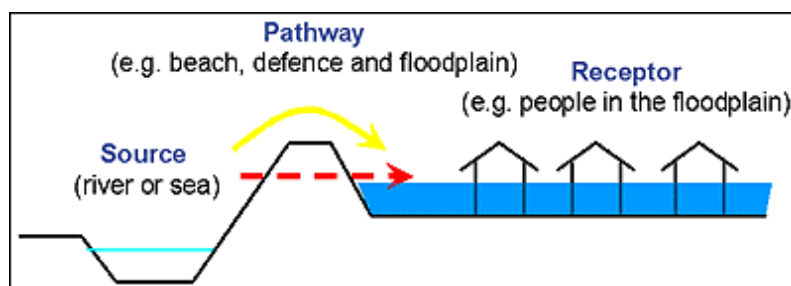 Pathway
(e.g. beach, defence and floodplain)
Receptor
(e.g. people in the floodplain)
Source
(river or sea)